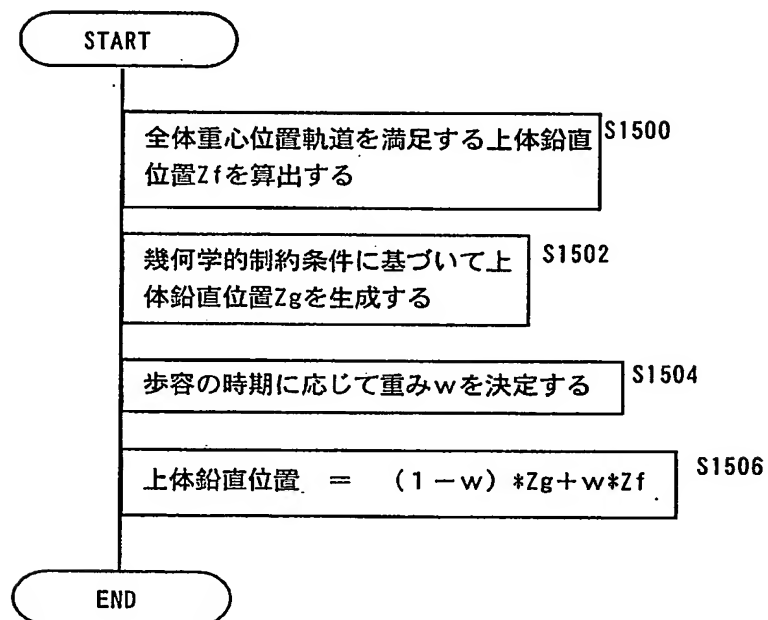 START
全体重心位置軌道を満足する上体鉛直 S1500
位置Zfを算出する
幾何学的制約条件に基づいて上 S1502
体鉛直位置Zgを生成する
歩容の時期に応じて重みwを決定する S1504
上体鉛直位置 = (1-w)*Zg+w*Zf S1506
END